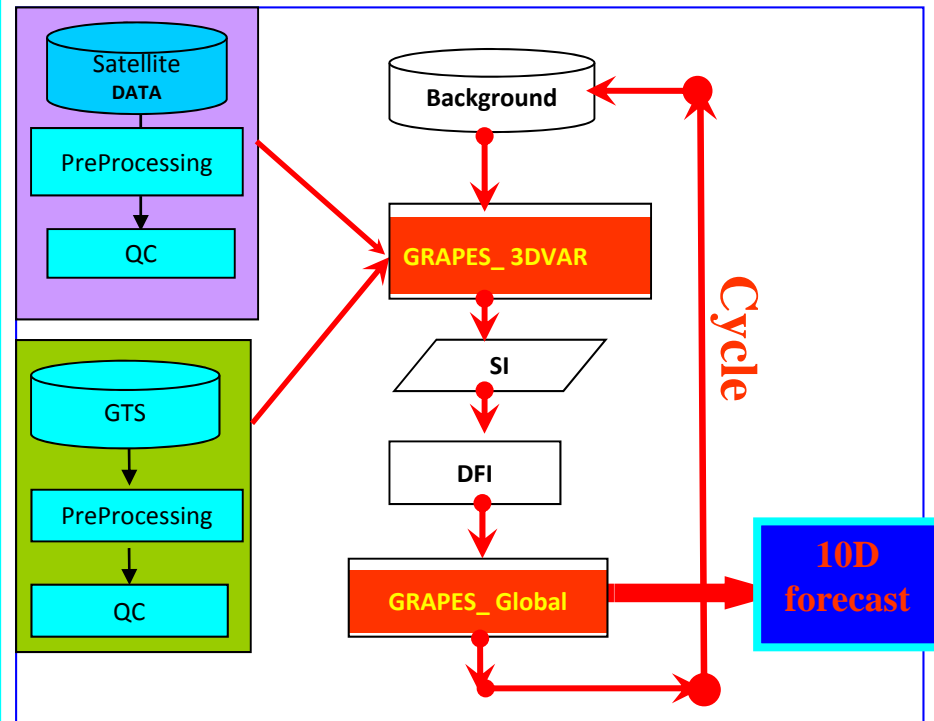 Satellite
DATA
PreProcessing
QC
GTS
PreProcessing
QC
Background
GRAPES_ 3DVAR
SI
DFI
GRAPES_ Global
Cycle
10D
forecast